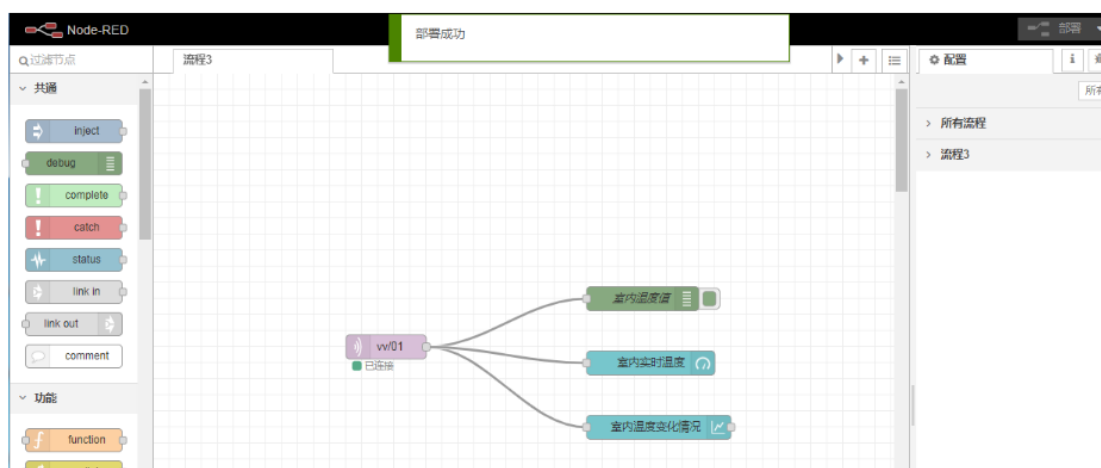 Node-RED
部署成功
部署
过滤节点
流程3
配置
i
共通
所有
inject
所有流程
debug
流程3
complete
catch
status
link in
室内温度值
link out
vv/01
comment
已连接
室内实时温度
功能
室内温度变化情况
function